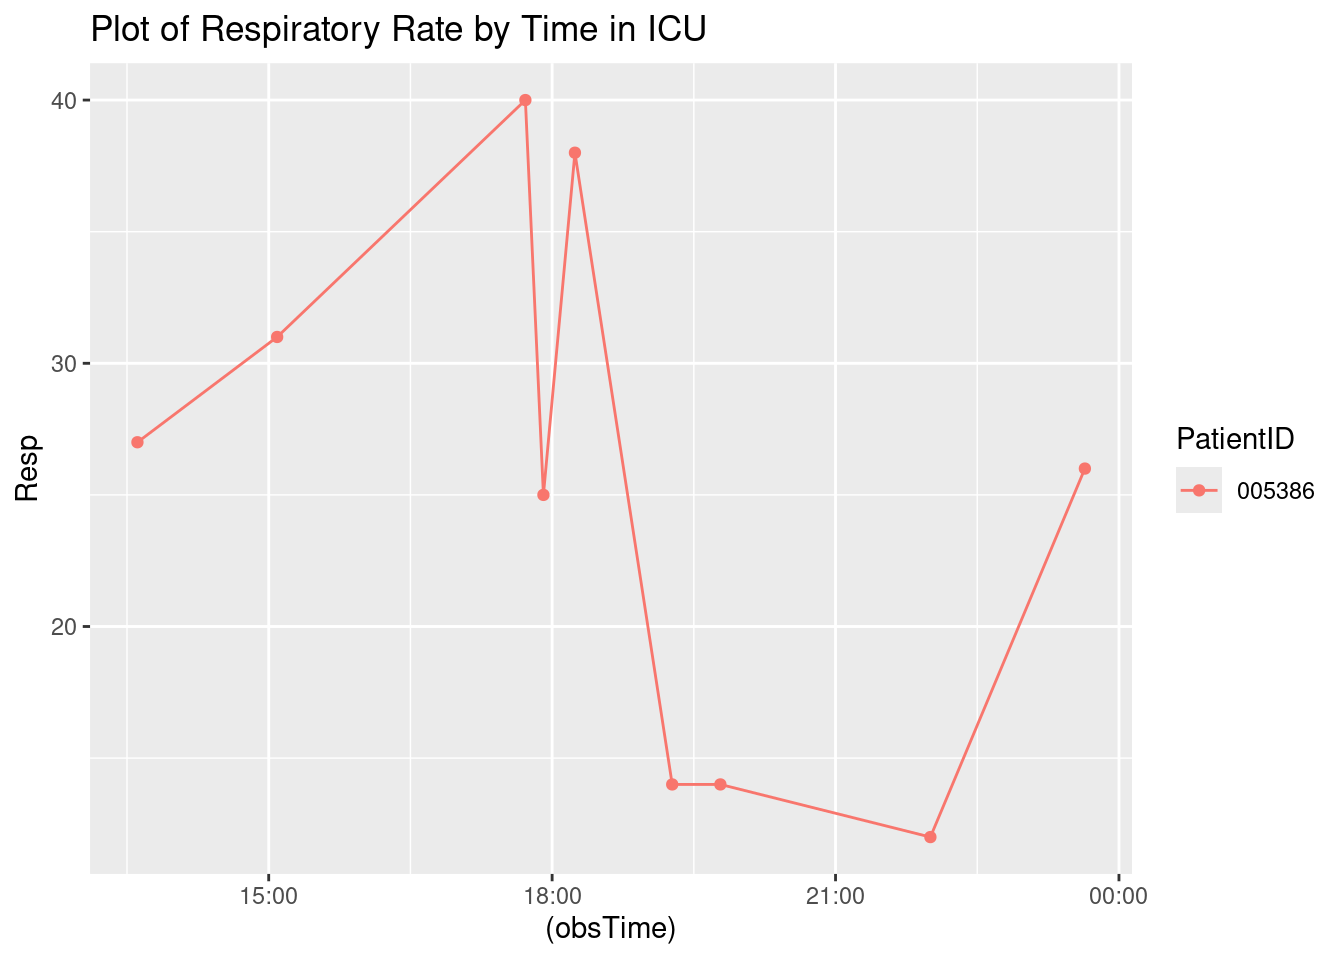 Plot of Respiratory Rate by Time in ICU
40
30
20
Resp
15:00
18:00
21:00
00:00
(obsTime)
PatientID
005386